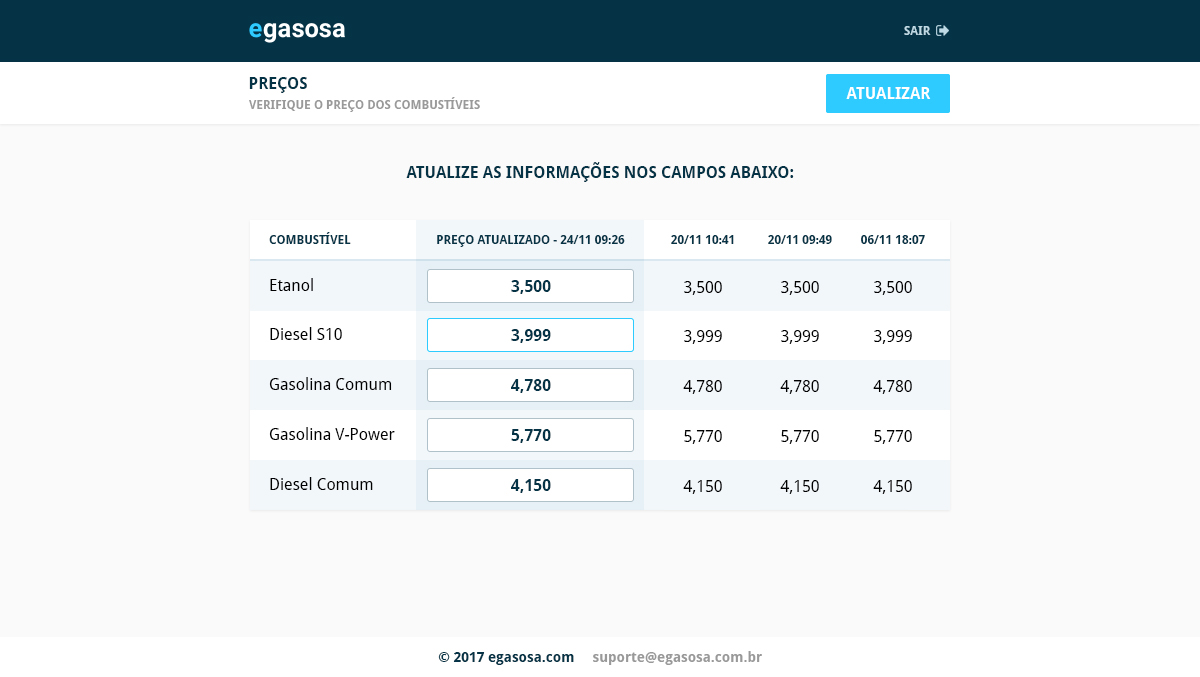 egasosa SAIR
PREÇOS
VERIFIQUE O PREÇO DOS COMBUSTÍVEIS
ATUALIZAR
ATUALIZE AS INFORMAÇÕES NOS CAMPOS ABAIXO:
COMBUSTÍVEL PREÇO ATUALIZADO - 24/11 09:26 20/11 10:41 20/11 09:49 06/11 18:07
Etanol 3,500 3,500 3,500 3,500
Diesel S10 3,999 3,999 3,999 3,999
Gasolina Comum 4,780 4,780 4,780 4,780
Gasolina V-Power 5,770 5,770 5,770 5,770
Diesel Comum 4,150 4,150 4,150 4,150
© 2017 egasosa.com suporte@egasosa.com.br